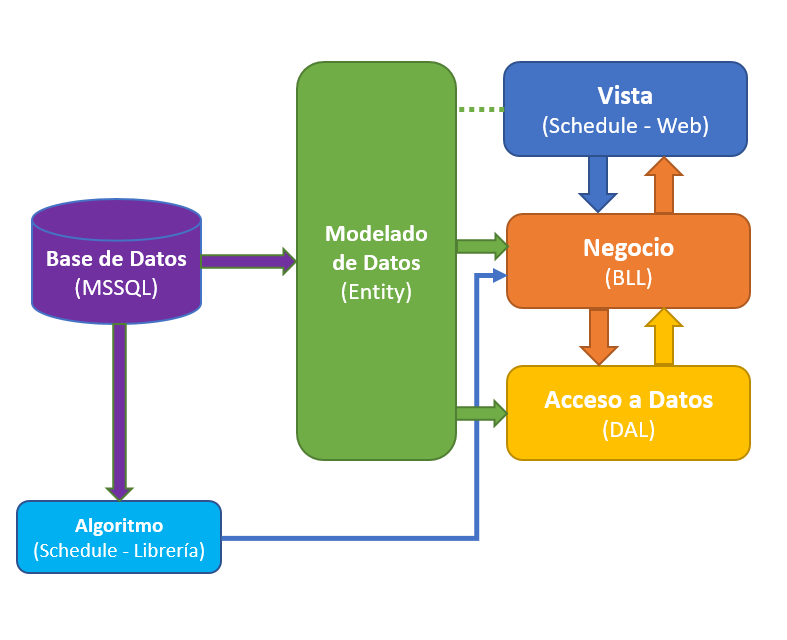 Vista
(Schedule - Web)
Modelado
de Datos
(Entity)
Negocio
(BLL)
Base de Datos
(MSSQL)
Acceso a Datos
(DAL)
Algoritmo
(Schedule - Librería)